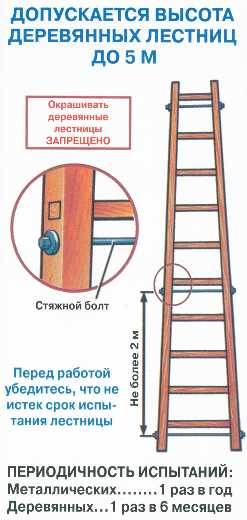 ДОПУСКАЕТСЯ ВЫСОТА
ДЕРЕВЯННЫХ ЛЕСТНИЦ
ДО 5 М
Окрашивать
деревянные
лестницы
ЗАПРЕЩЕНО
Стяжной болт
Не более 2 м
Перед работой
убедитесь, что не
истек срок испы-
тания лестницы
ПЕРИОДИЧНОСТЬ ИСПЫТАНИЙ:
Металлических........1 раз в год
Деревянных...1 раз в 6 месяцев